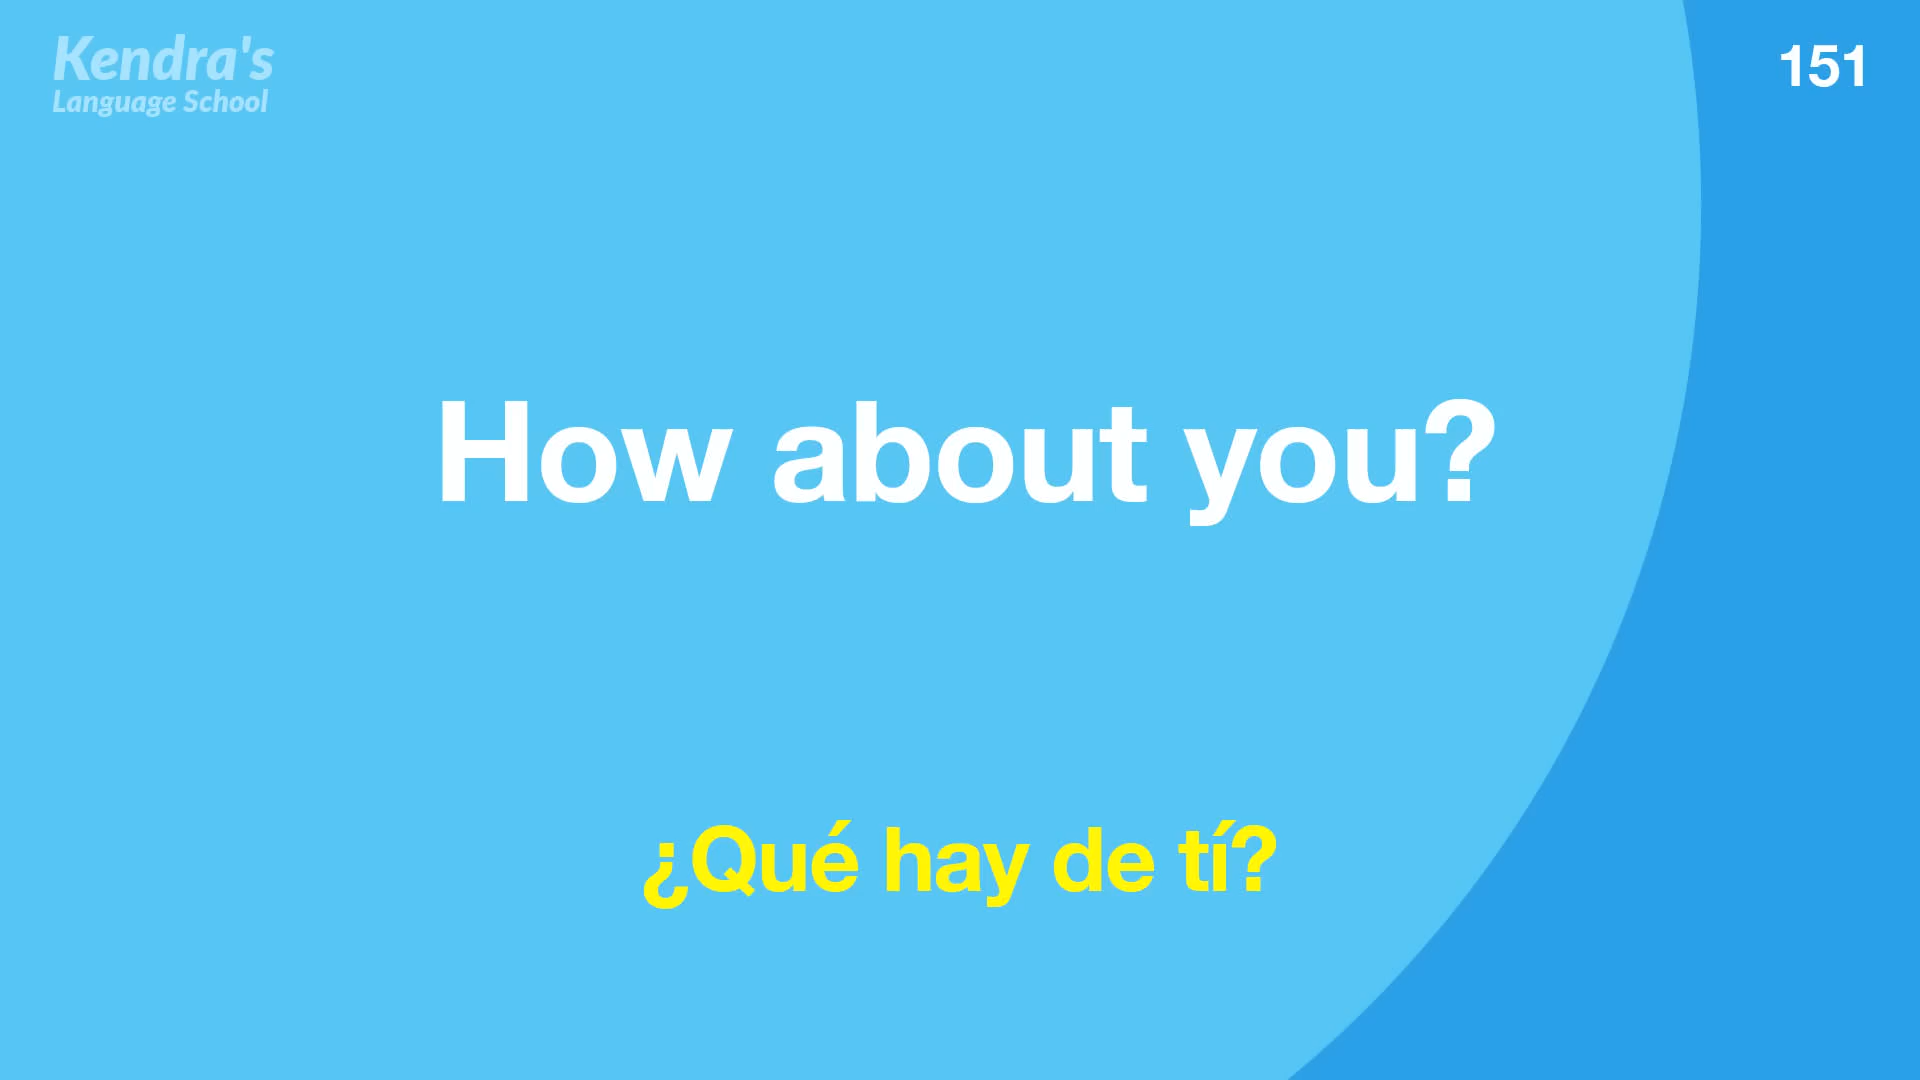 Kendra's
Language School
151
How about you?
¿Qué hay de tí?